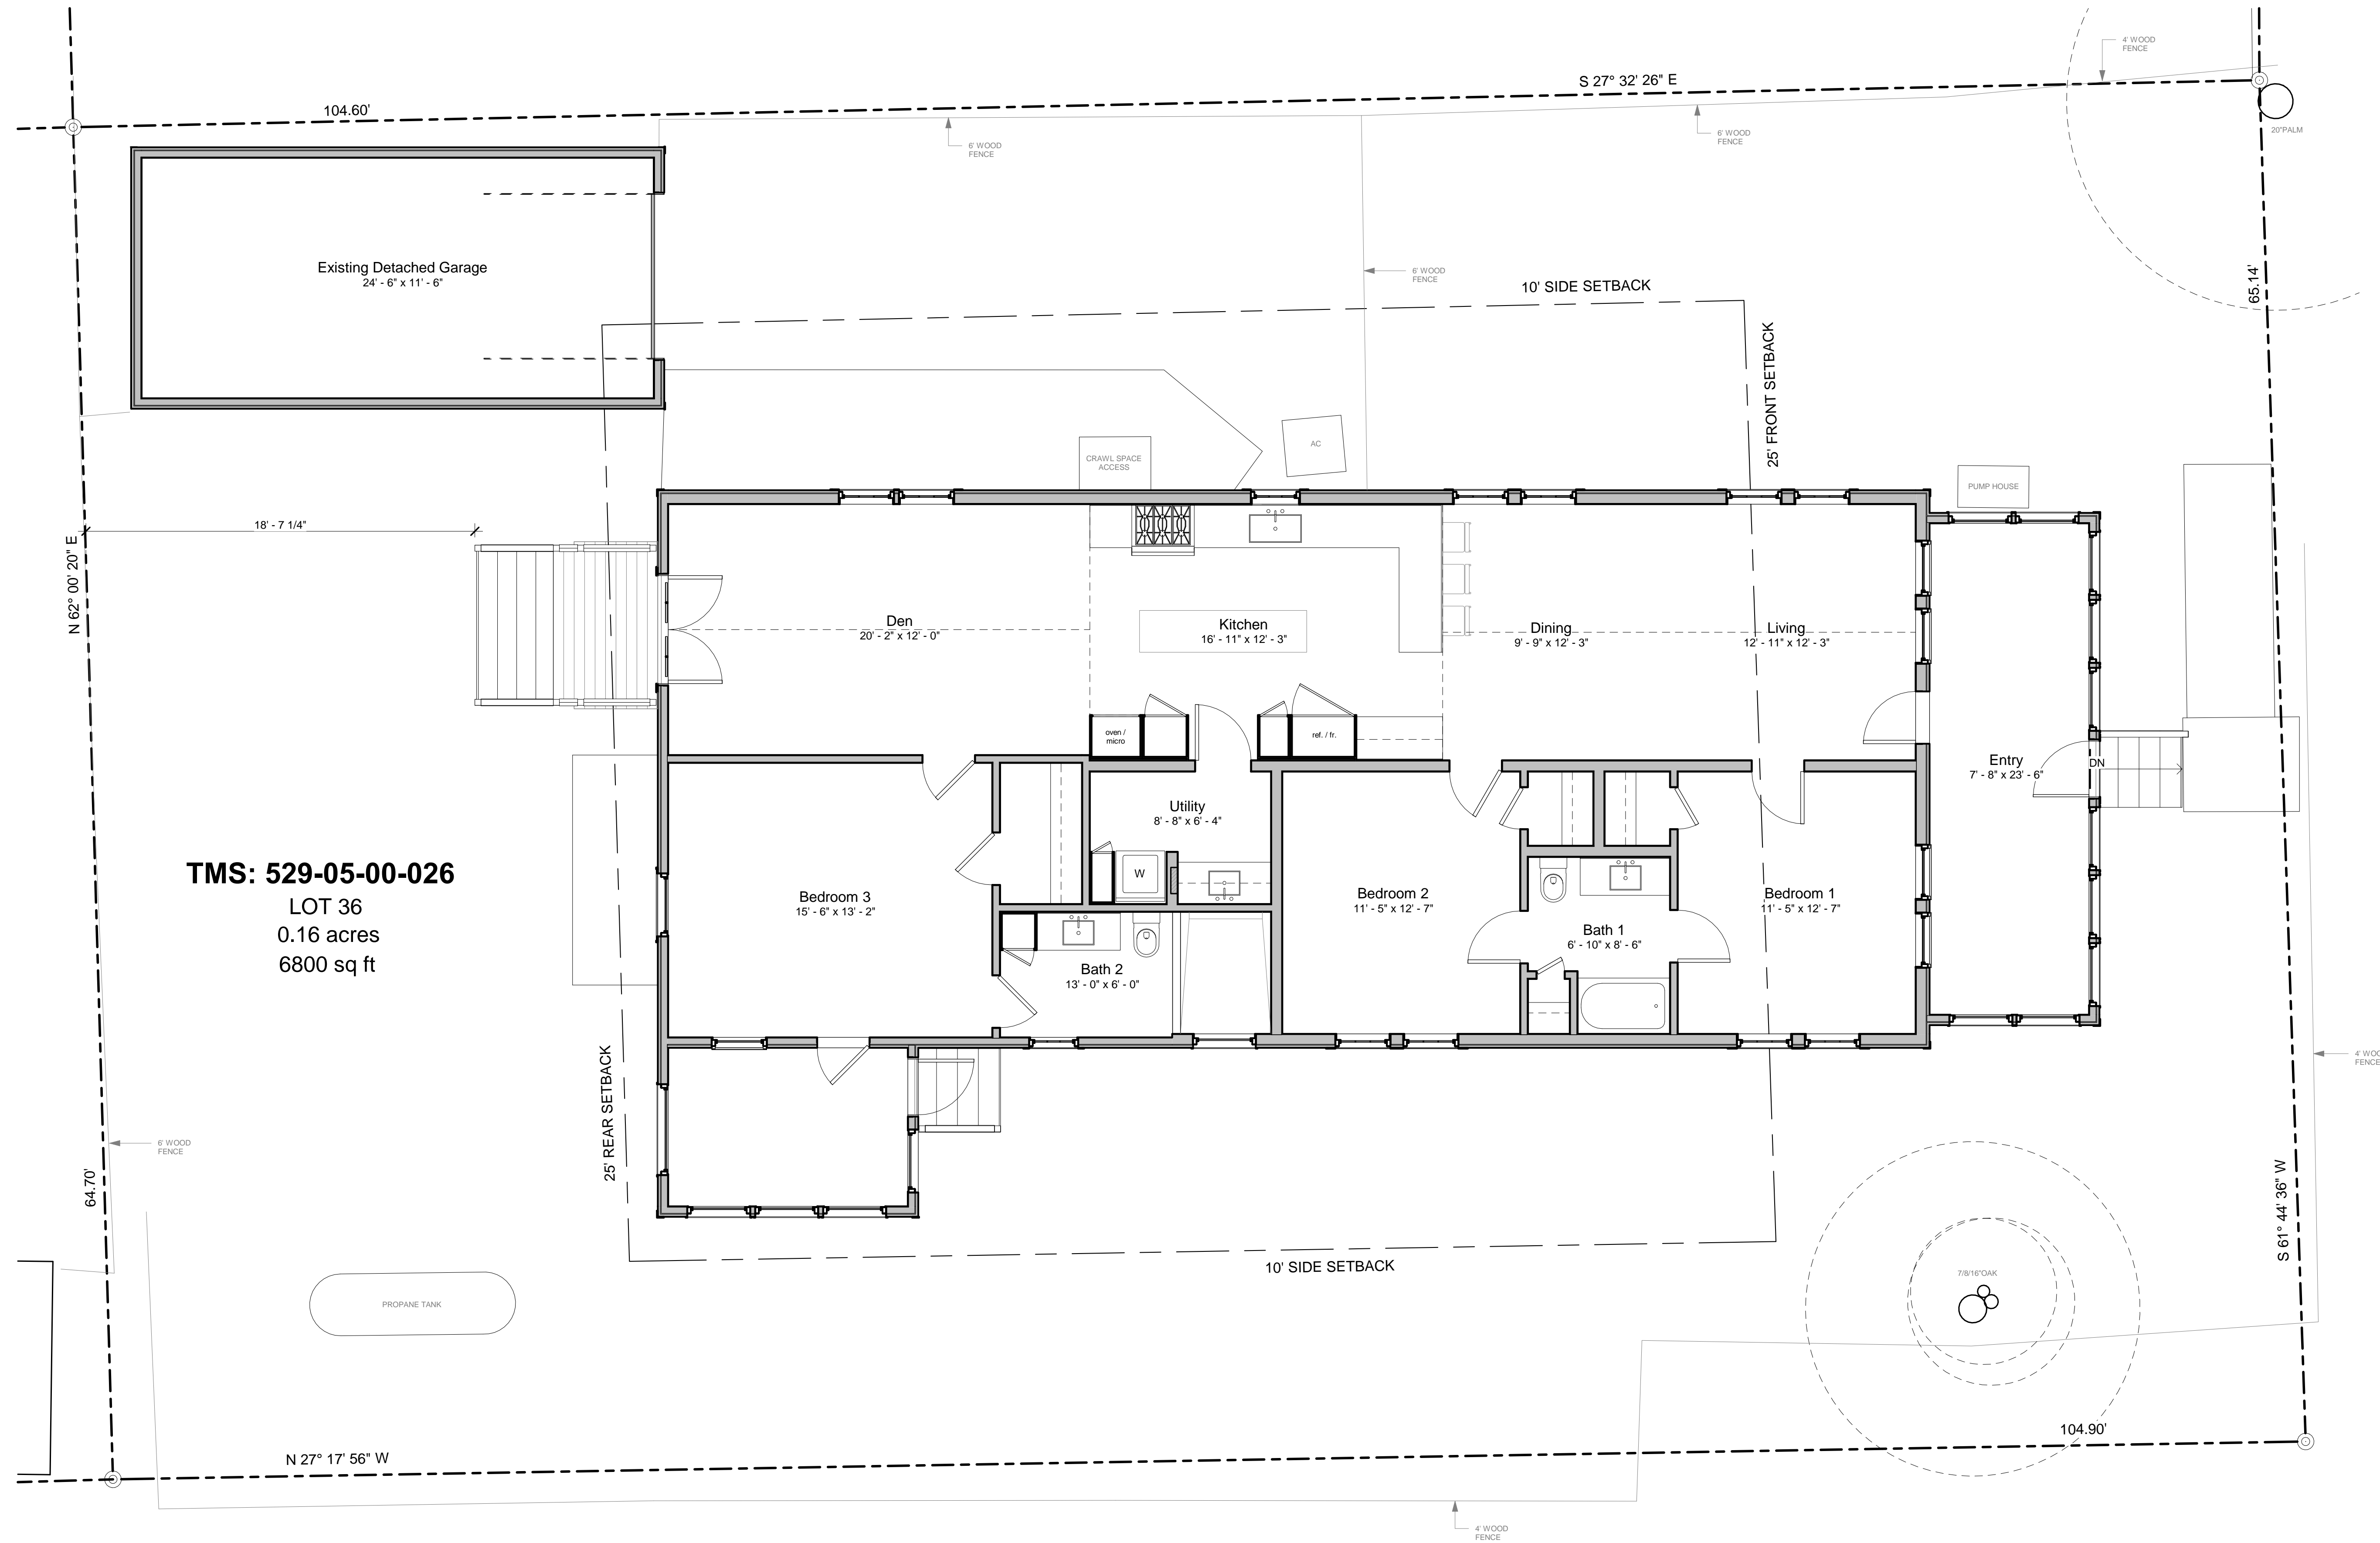 4' WOOD
FENCE
S 27° 32' 26" E
104.60'
20"PALM
6' WOOD
FENCE
6' WOOD
FENCE
Existing Detached Garage
24' - 6" x 11' - 6"
6' WOOD
FENCE
10' SIDE SETBACK
65.14'
25' FRONT SETBACK
AC
CRAWL SPACE
ACCESS
PUMP HOUSE
18' - 7 1/4"
N 62° 00' 20" E
Den
20' - 2" x 12' - 0"
Kitchen
16' - 11" x 12' - 3"
Dining
9' - 9" x 12' - 3"
Living
12' - 11" x 12' - 3"
oven /
micro
ref. / fr.
Entry
7' - 8" x 23' - 6"
DN
Utility
8' - 8" x 6' - 4"
W
TMS: 529-05-00-026
LOT 36
0.16 acres
6800 sq ft
Bedroom 3
15' - 6" x 13' - 2"
Bedroom 2
11' - 5" x 12' - 7"
Bedroom 1
11' - 5" x 12' - 7"
Bath 1
6' - 10" x 8' - 6"
Bath 2
13' - 0" x 6' - 0"
25' REAR SETBACK
4' WOO
FENCE
6' WOOD
FENCE
64.70'
S 61° 44' 36" W
10' SIDE SETBACK
7/8/16"OAK
PROPANE TANK
104.90'
N 27° 17' 56" W
4' WOOD
FENCE